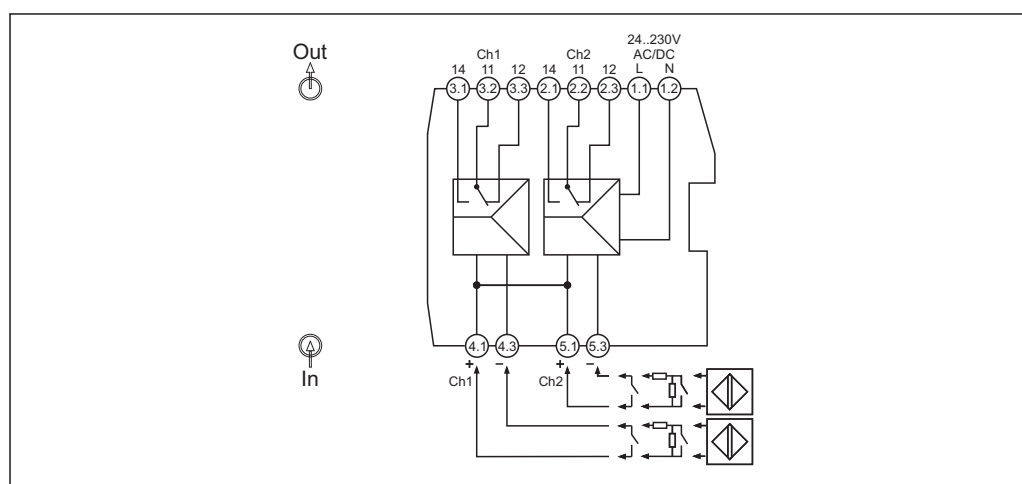 Out
24..230V
Ch1 Ch2 AC/DC
14 11 12 14 11 12 L N
3.1 3.2 3.3 2.1 2.2 2.3 1.1 1.2
4.1 4.3 5.1 5.3
+ − + −
In
Ch1 Ch2